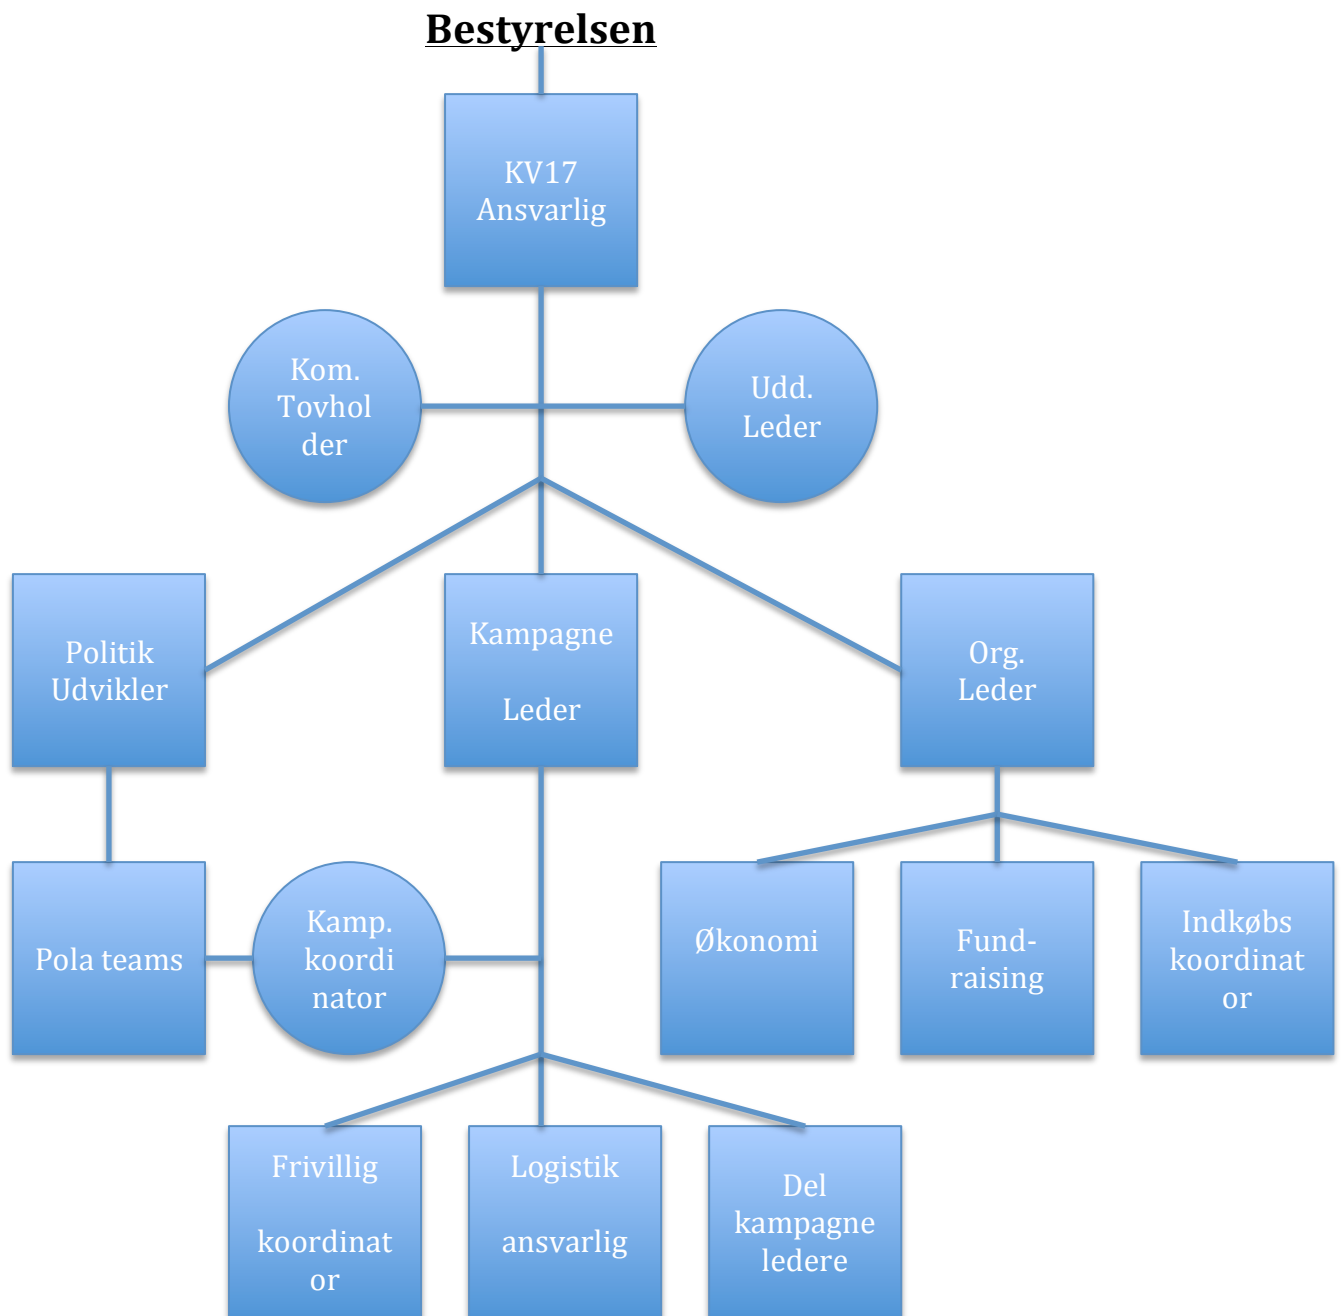 Bestyrelsen
KV17
Ansvarlig
Kom.
Tovhol
der
Udd.
Leder
Politik
Udvikler
Kampagne
Leder
Org.
Leder
Pola teams
Kamp.
koordi
nator
Økonomi
Fund-
raising
Indkøbs
koordinat
or
Frivillig
koordinat
or
Logistik
ansvarlig
Del
kampagne
ledere